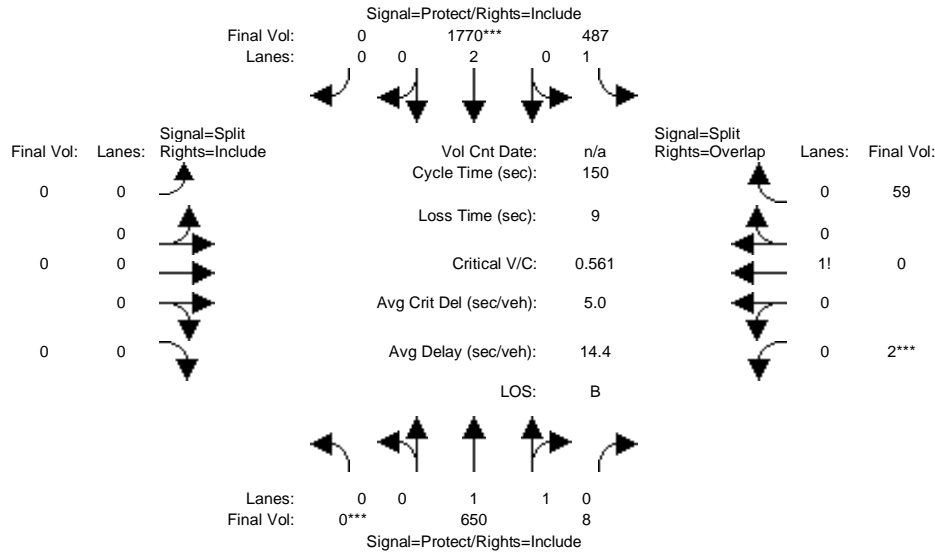 Signal=Protect/Rights=Include
Final Vol: 0 1770*** 487
Lanes: 0 0 2 0 1
Signal=Split Signal=Split
Final Vol: Lanes: Rights=Include Vol Cnt Date: n/a Rights=Overlap Lanes: Final Vol:
Cycle Time (sec): 150
0 0 0 59
Loss Time (sec): 9
0 0
0 0 Critical V/C: 0.561 1! 0
0 Avg Crit Del (sec/veh): 5.0 0
0 0 Avg Delay (sec/veh): 14.4 0 2***
LOS: B
Lanes: 0 0 1 1 0
Final Vol: 0*** 650 8
Signal=Protect/Rights=Include